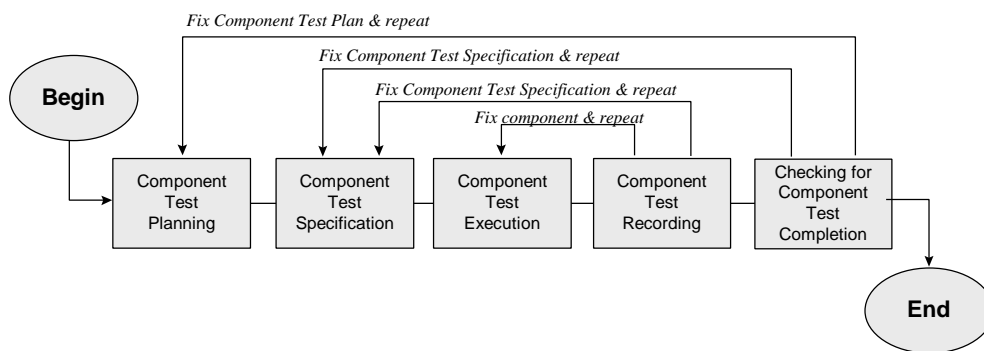 Fix Component Test Plan & repeat
Fix Component Test Specification & repeat
Begin
Fix Component Test Specification & repeat
Fix component & repeat
Component
Test
Planning
Component
Test
Specification
Component
Test
Execution
Component
Test
Recording
Checking for
Component
Test
Completion
End